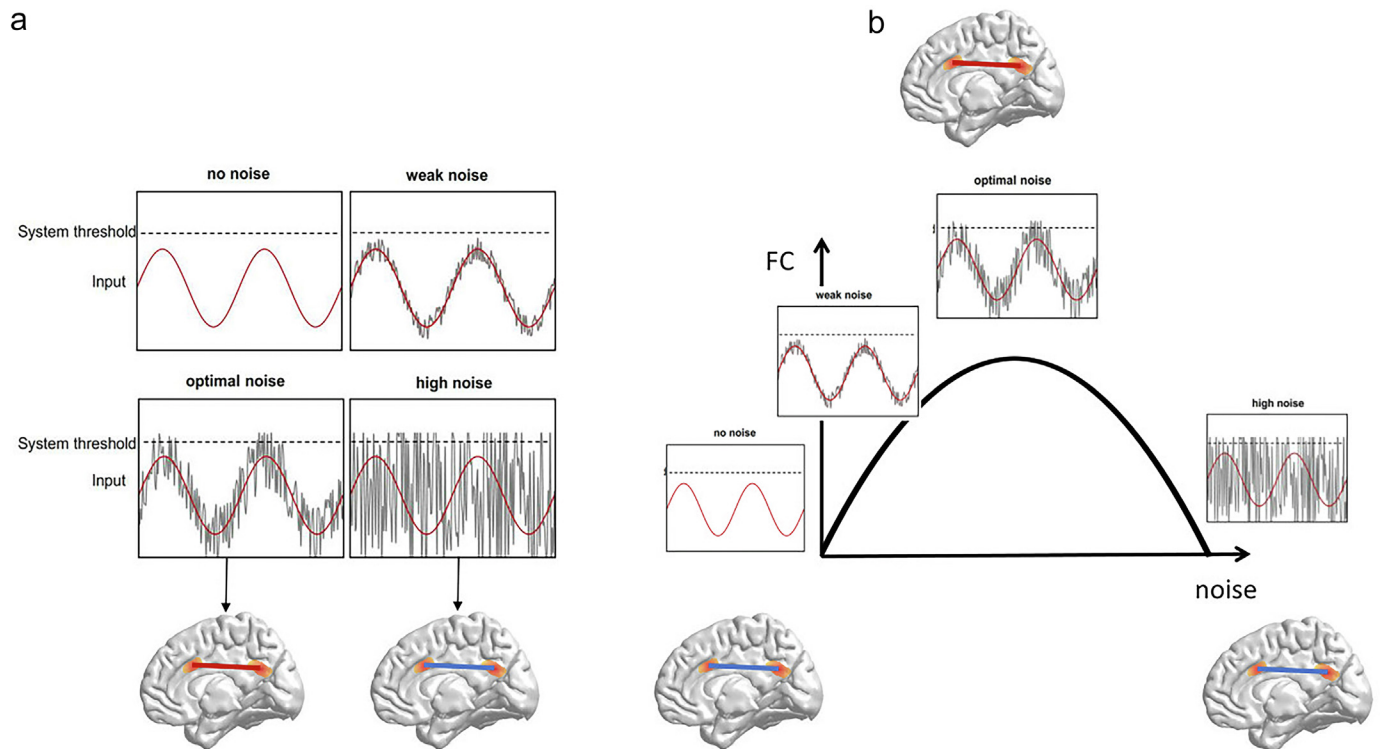 a
no noise
weak noise
System threshold
Input
optimal noise
high noise
System threshold
Input
b
optimal noise
FC
weak noise
no noise
high noise
noise